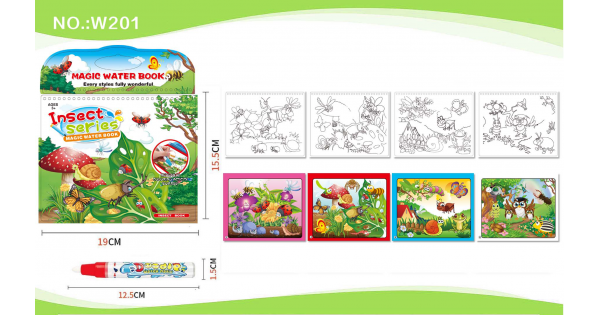 NO.:W201
MAGIC WATER BOOK
Every styles fully wonderful
AGES
Insect
series
MAGIC WATER BOOK
15.5CM
19CM
1.5CM
12.5CM